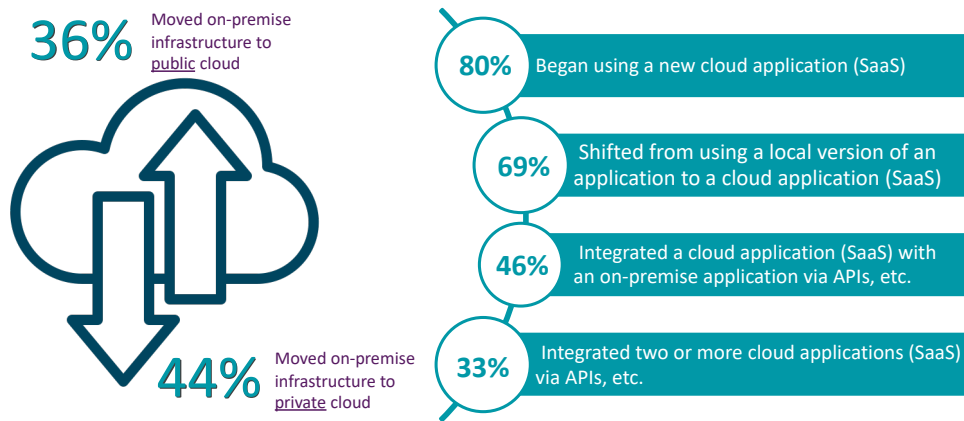 36%
Moved on-premise
infrastructure to
public cloud
44%
Moved on-premise
infrastructure to
private cloud
80%
Began using a new cloud application (SaaS)
69%
Shifted from using a local version of an
application to a cloud application (SaaS)
46%
Integrated a cloud application (SaaS) with
an on-premise application via APIs, etc.
33%
Integrated two or more cloud applications (SaaS)
via APIs, etc.